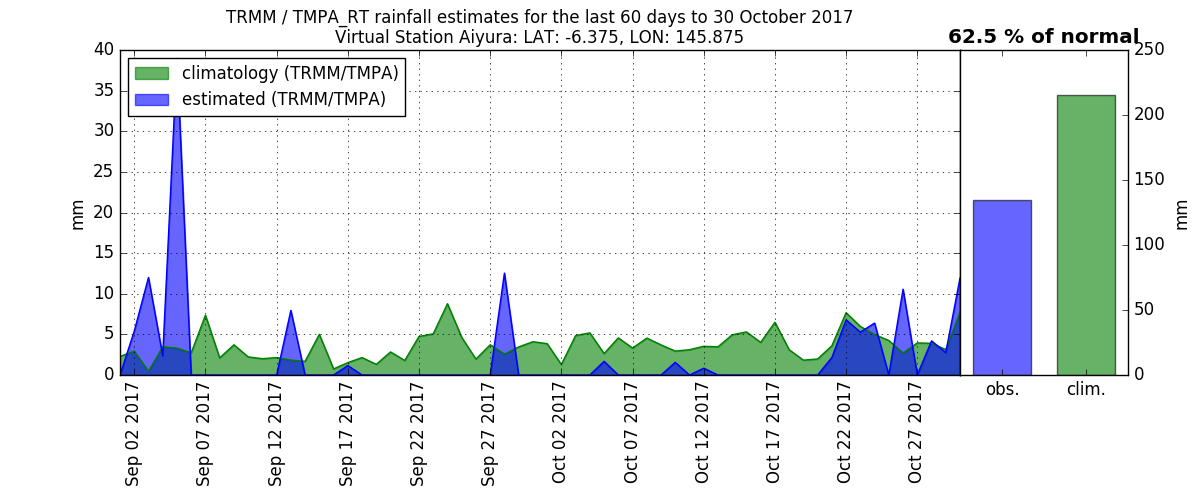 TRMM / TMPA_RT rainfall estimates for the last 60 days to 30 October 2017
Virtual Station Aiyura: LAT: -6.375, LON: 145.875
62.5 % of normal
climatology (TRMM/TMPA)
estimated (TRMM/TMPA)
mm
40
35
30
25
20
15
10
5
0
Sep 02 2017
Sep 07 2017
Sep 12 2017
Sep 17 2017
Sep 22 2017
Sep 27 2017
Oct 02 2017
Oct 07 2017
Oct 12 2017
Oct 17 2017
Oct 22 2017
Oct 27 2017
250
200
150
100
50
0
mm
obs.
clim.